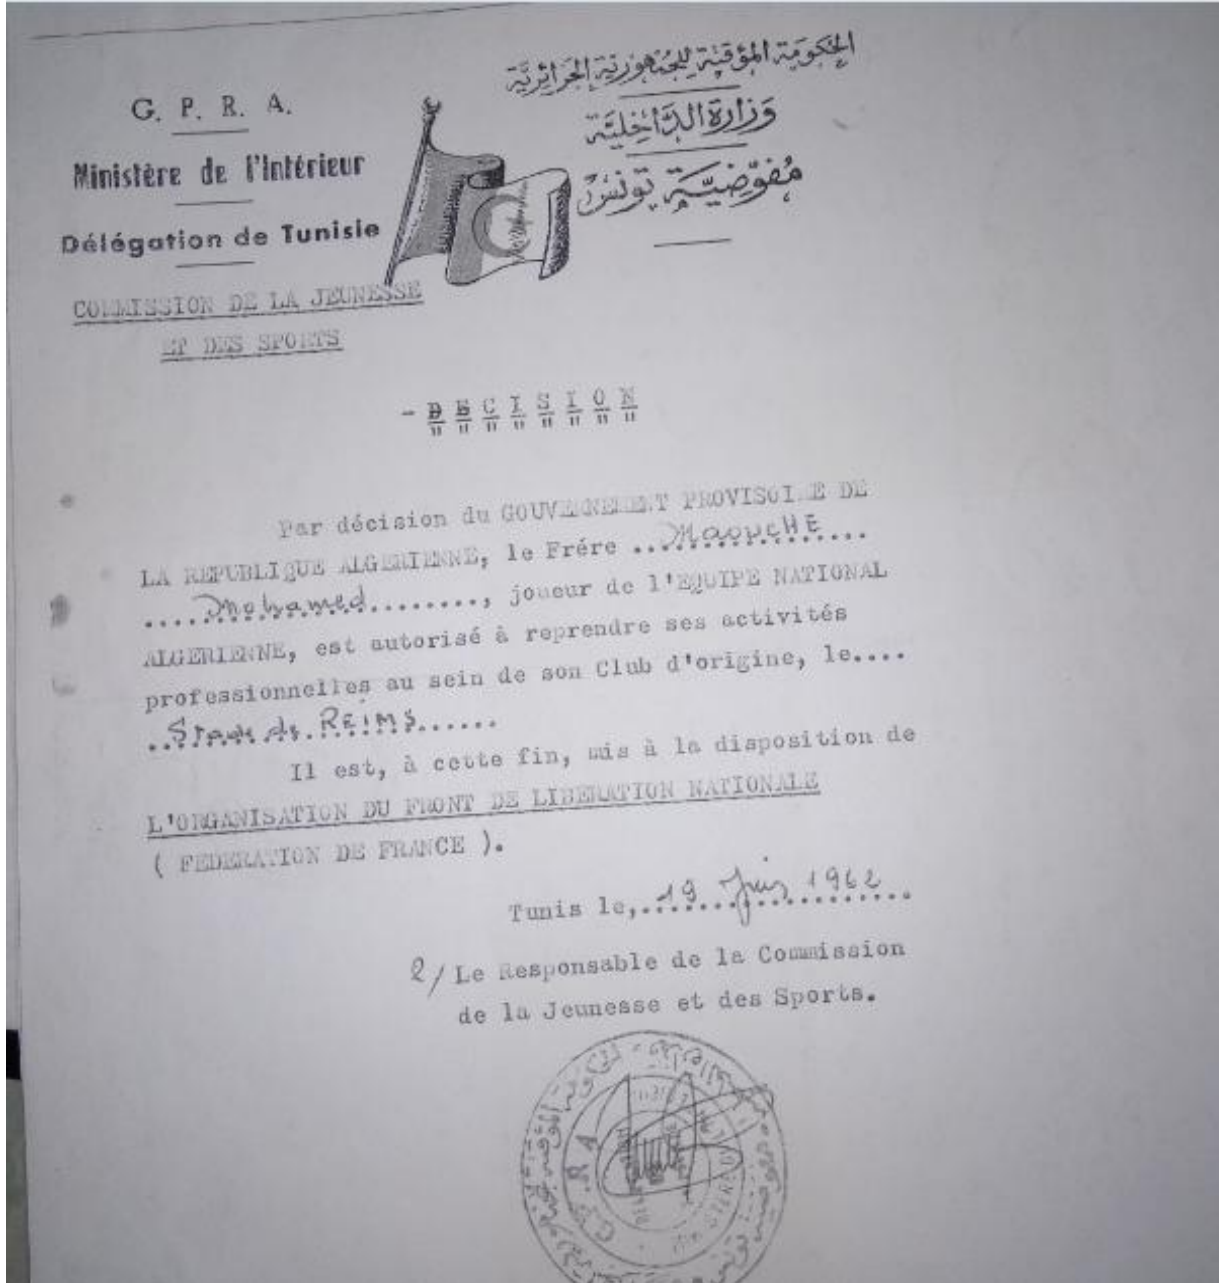 G. P. R. A.
Ministère de l'Intérieur
Délégation de Tunisie
COMMISSION DE LA JEUNESSE
ET DES SPORTS
الحكومة المؤقتة للجمهورية الجزائرية
وزارة الداخلية
مفوضية تونس
- D E C I S I O N
Par décision du GOUVERNEMENT PROVISOIRE DE
LA REPUBLIQUE ALGERIENNE, le Frére ..MaouCHE....
....Mohamed........., joueur de l'EQUIPE NATIONAL
ALGERIENNE, est autorisé à reprendre ses activités
professionnelles au sein de son Club d'origine, le....
..Stade de REIMS......
Il est, à cette fin, mis à la disposition de
L'ORGANISATION DU FRONT DE LIBERATION NATIONALE
( FEDERATION DE FRANCE ).
Tunis le,..19 Juin 1962..
2/ Le Responsable de la Commission
de la Jeunesse et des Sports.
G.P.R.A